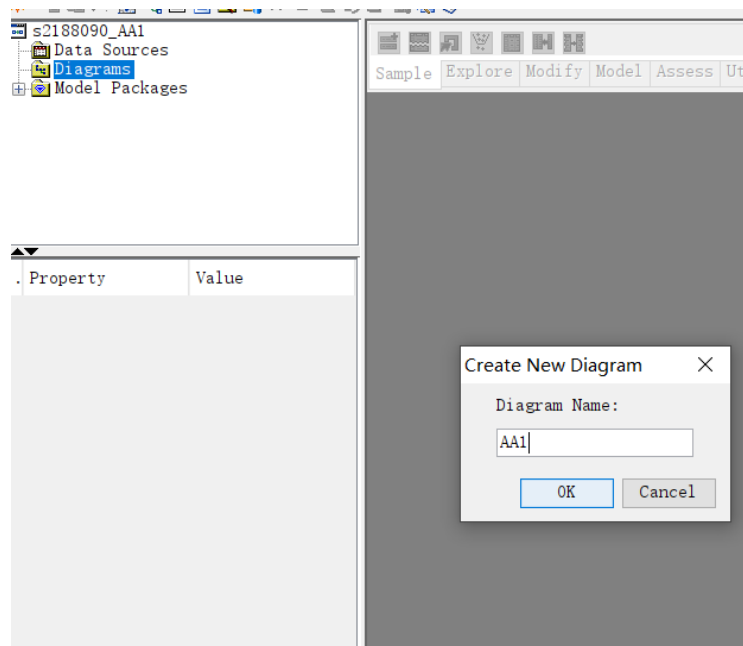 s2188090_AA1
Data Sources
Diagrams
Model Packages
Sample Explore Modify Model Assess Ut
. Property Value
Create New Diagram
Diagram Name:
AA1
OK Cancel